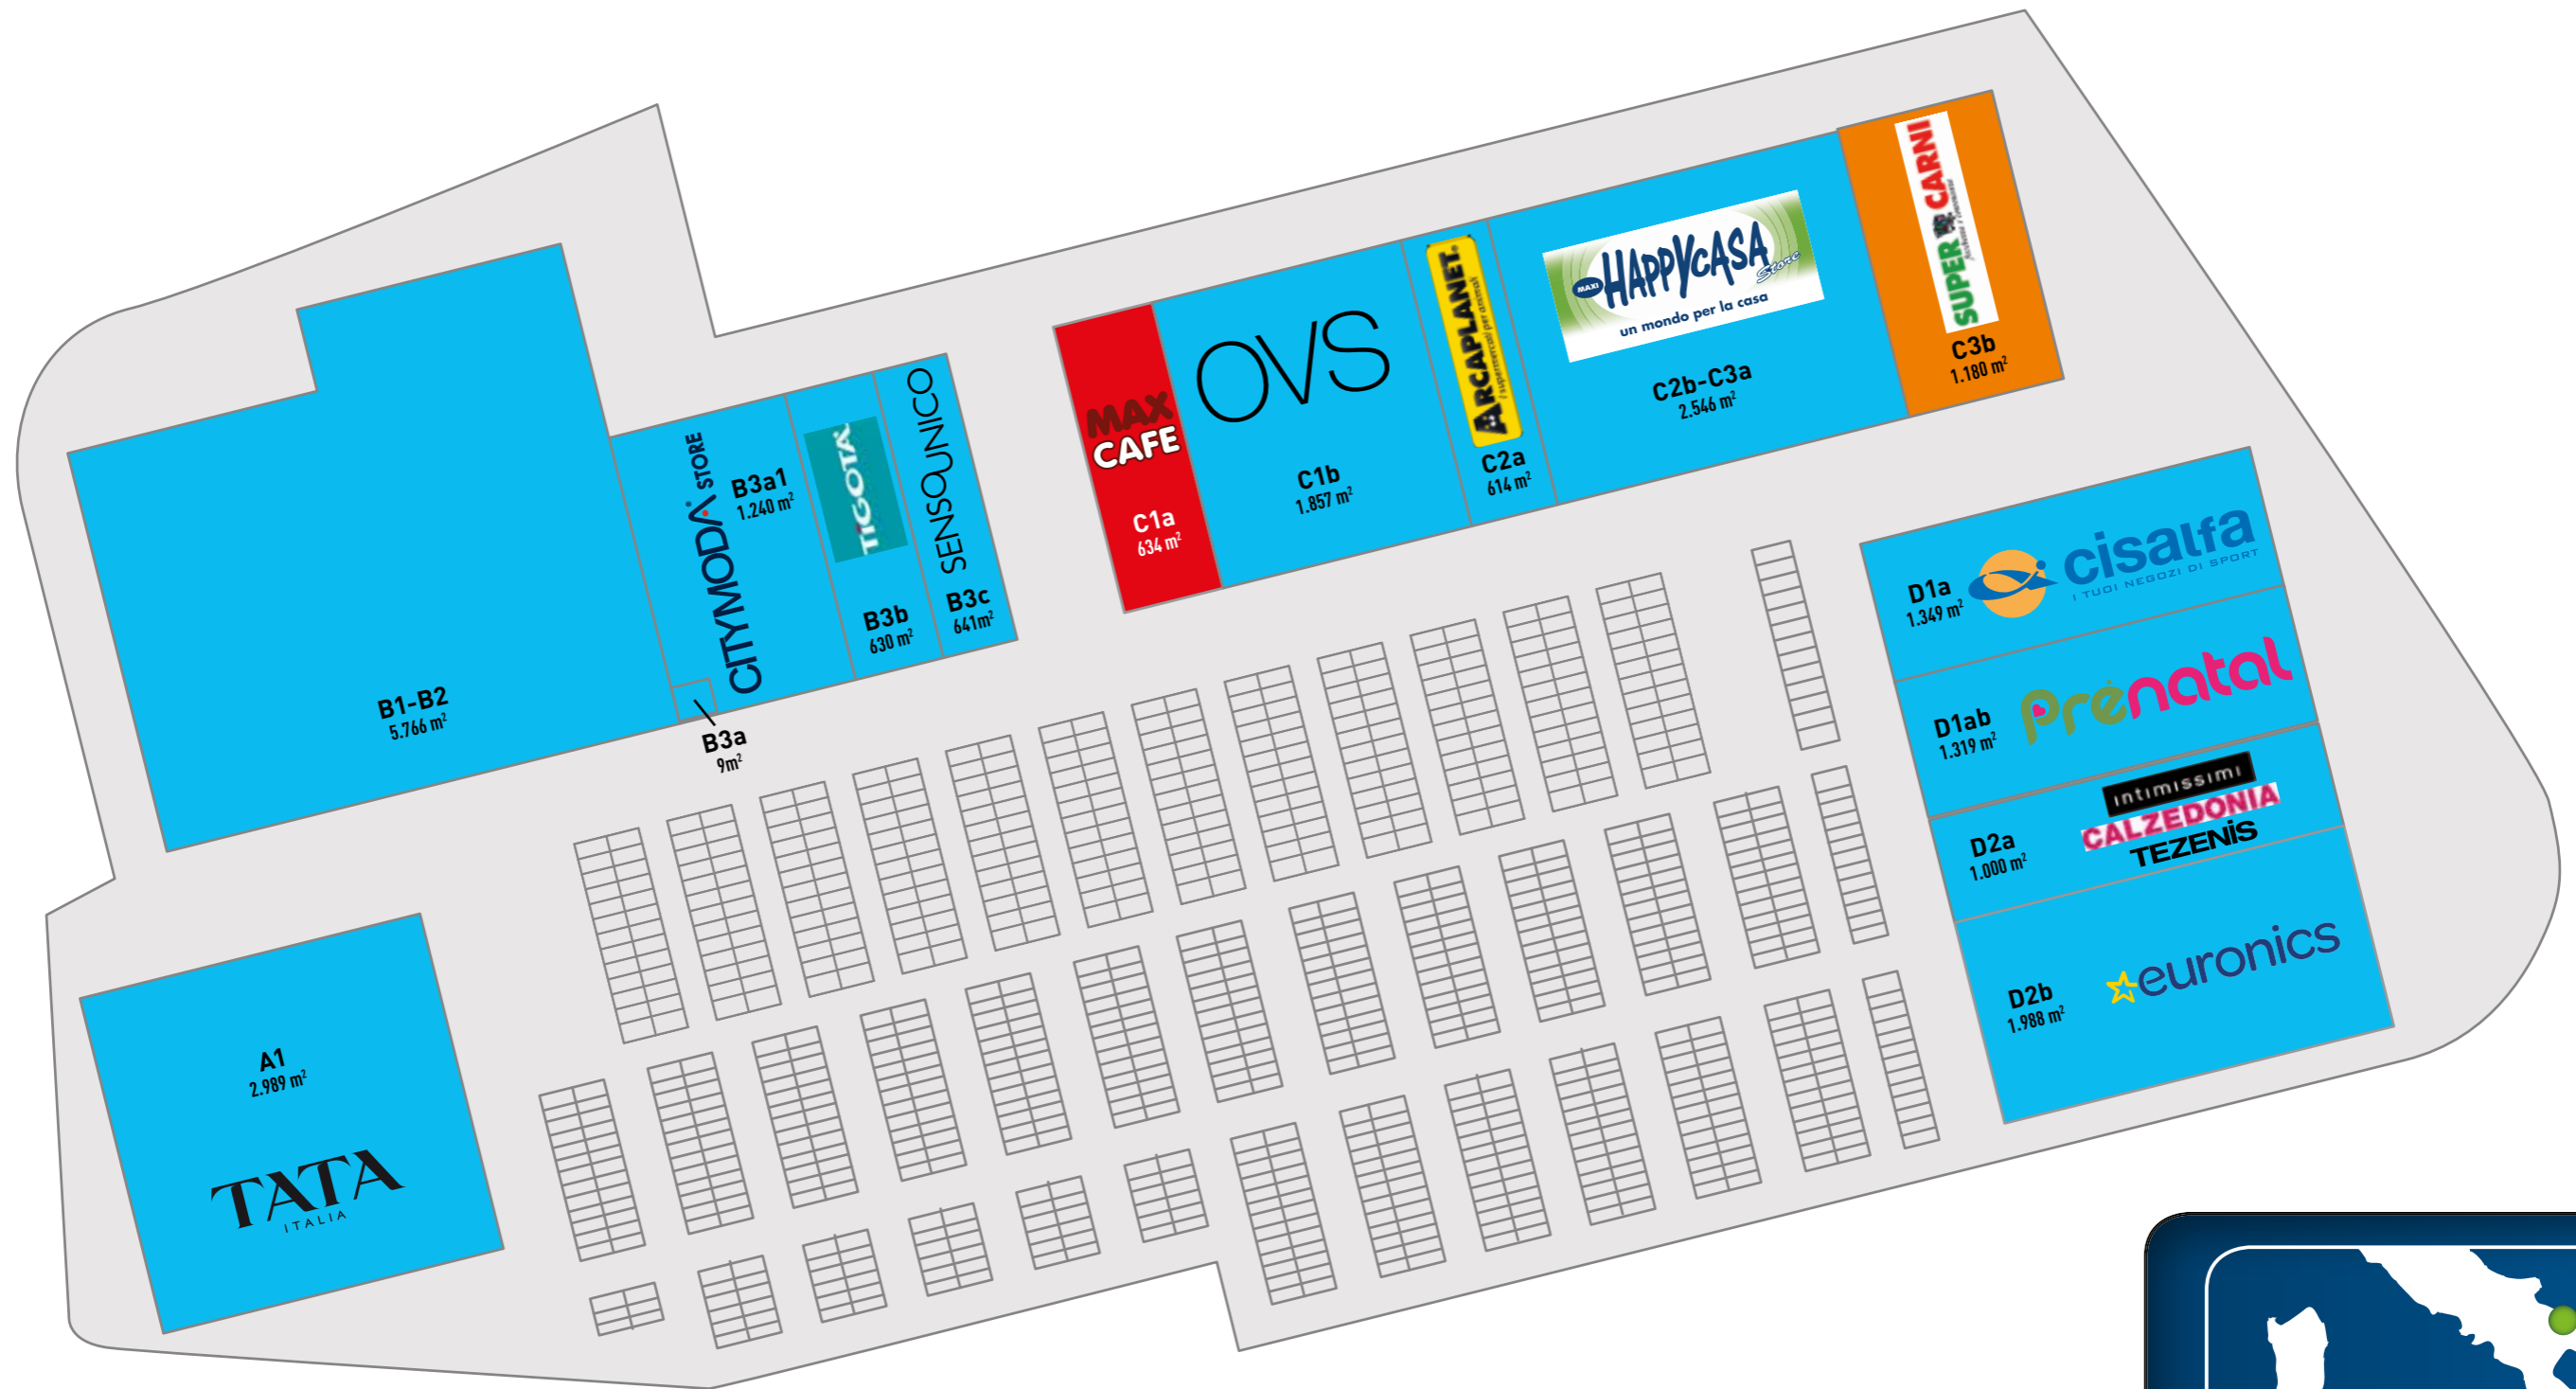 B1-B2
5.766 m²
CITYMODA STORE
B3a1
1.240 m²
B3a
9m²
TIGOTÀ
B3b
630 m²
SENSOUNICO
B3c
641m²
MAX
CAFE
C1a
634 m²
OVS
C1b
1.857 m²
ARCAPLANET
C2a
614 m²
MAXI HAPPYCASA Store
un mondo per la casa
C2b-C3a
2.546 m²
SUPER CARNI
C3b
1.180 m²
D1a
1.349 m²
cisalfa
I TUOI NEGOZI DI SPORT
D1ab
1.319 m²
Prénatal
D2a
1.000 m²
intimissimi
CALZEDONIA
TEZENIS
D2b
1.988 m²
euronics
A1
2.989 m²
TATA
ITALIA